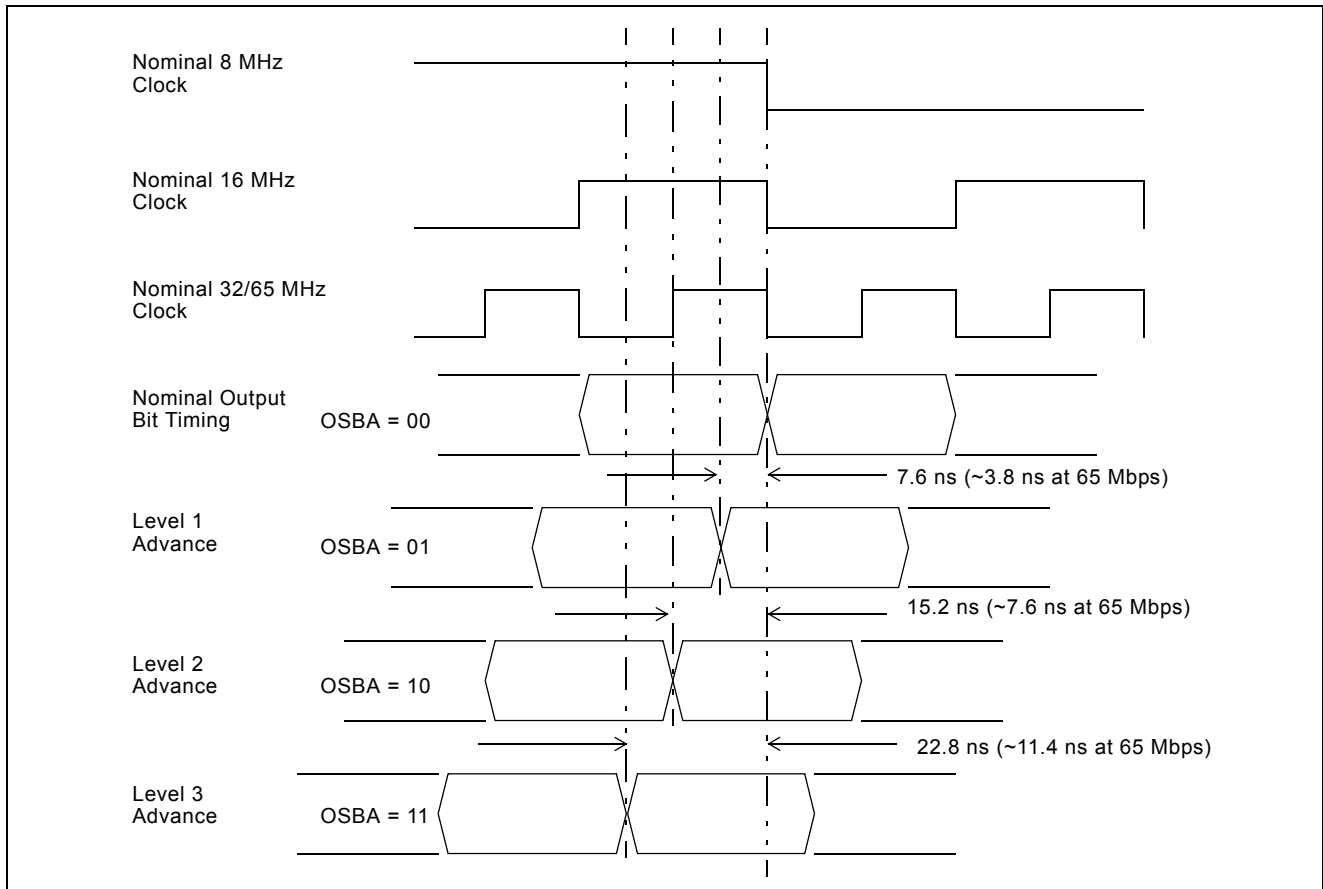 Nominal 8 MHz
Clock
Nominal 16 MHz
Clock
Nominal 32/65 MHz
Clock
Nominal Output
Bit Timing
OSBA = 00
7.6 ns (~3.8 ns at 65 Mbps)
Level 1
Advance
OSBA = 01
15.2 ns (~7.6 ns at 65 Mbps)
Level 2
Advance
OSBA = 10
22.8 ns (~11.4 ns at 65 Mbps)
Level 3
Advance
OSBA = 11